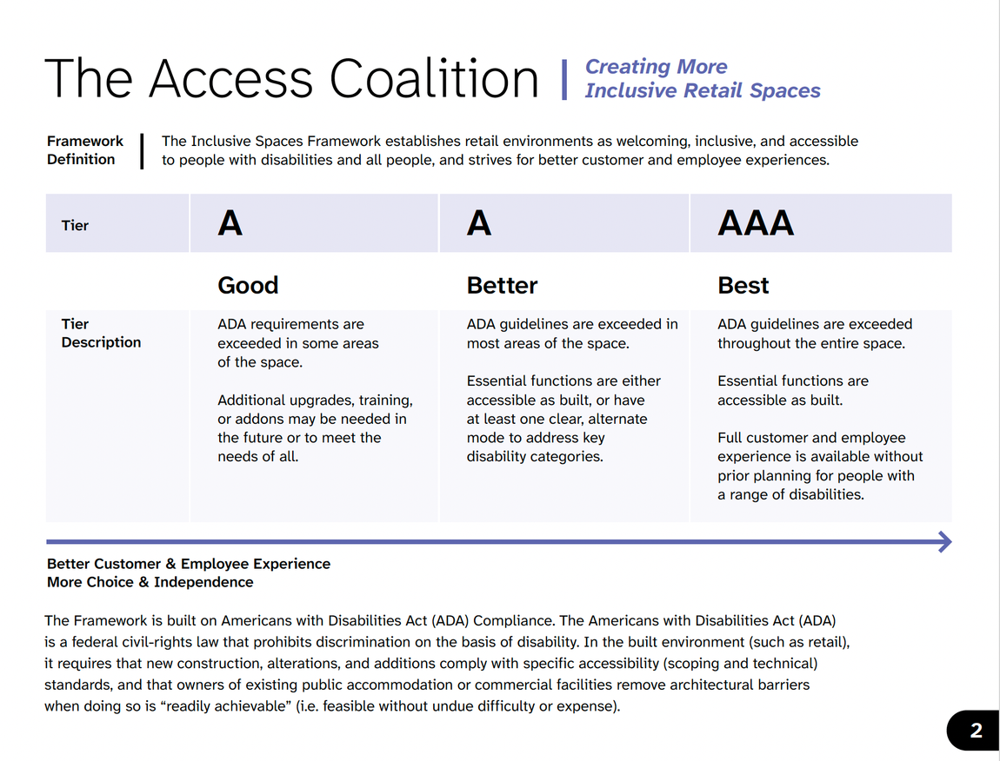 The Access Coalition
Creating More
Inclusive Retail Spaces
Framework
Definition
The Inclusive Spaces Framework establishes retail environments as welcoming, inclusive, and accessible
to people with disabilities and all people, and strives for better customer and employee experiences.
Tier
A
A
AAA
Good
Better
Best
Tier
Description
ADA requirements are
exceeded in some areas
of the space.
Additional upgrades, training,
or addons may be needed in
the future or to meet the
needs of all.
ADA guidelines are exceeded in
most areas of the space.
Essential functions are either
accessible as built, or have
at least one clear, alternate
mode to address key
disability categories.
ADA guidelines are exceeded
throughout the entire space.
Essential functions are
accessible as built.
Full customer and employee
experience is available without
prior planning for people with
a range of disabilities.
Better Customer & Employee Experience
More Choice & Independence
The Framework is built on Americans with Disabilities Act (ADA) Compliance. The Americans with Disabilities Act (ADA)
is a federal civil-rights law that prohibits discrimination on the basis of disability. In the built environment (such as retail),
it requires that new construction, alterations, and additions comply with specific accessibility (scoping and technical)
standards, and that owners of existing public accommodation or commercial facilities remove architectural barriers
when doing so is “readily achievable” (i.e. feasible without undue difficulty or expense).
2